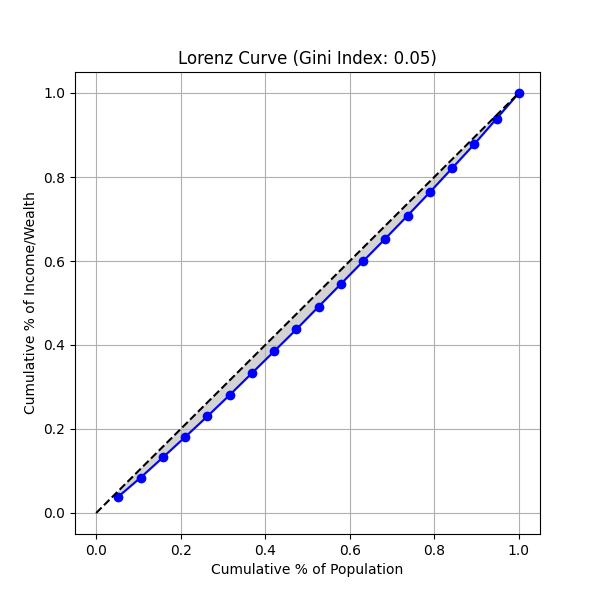 Lorenz Curve (Gini Index: 0.05)
Cumulative % of Income/Wealth
1.0
0.8
0.6
0.4
0.2
0.0
0.0 0.2 0.4 0.6 0.8 1.0
Cumulative % of Population